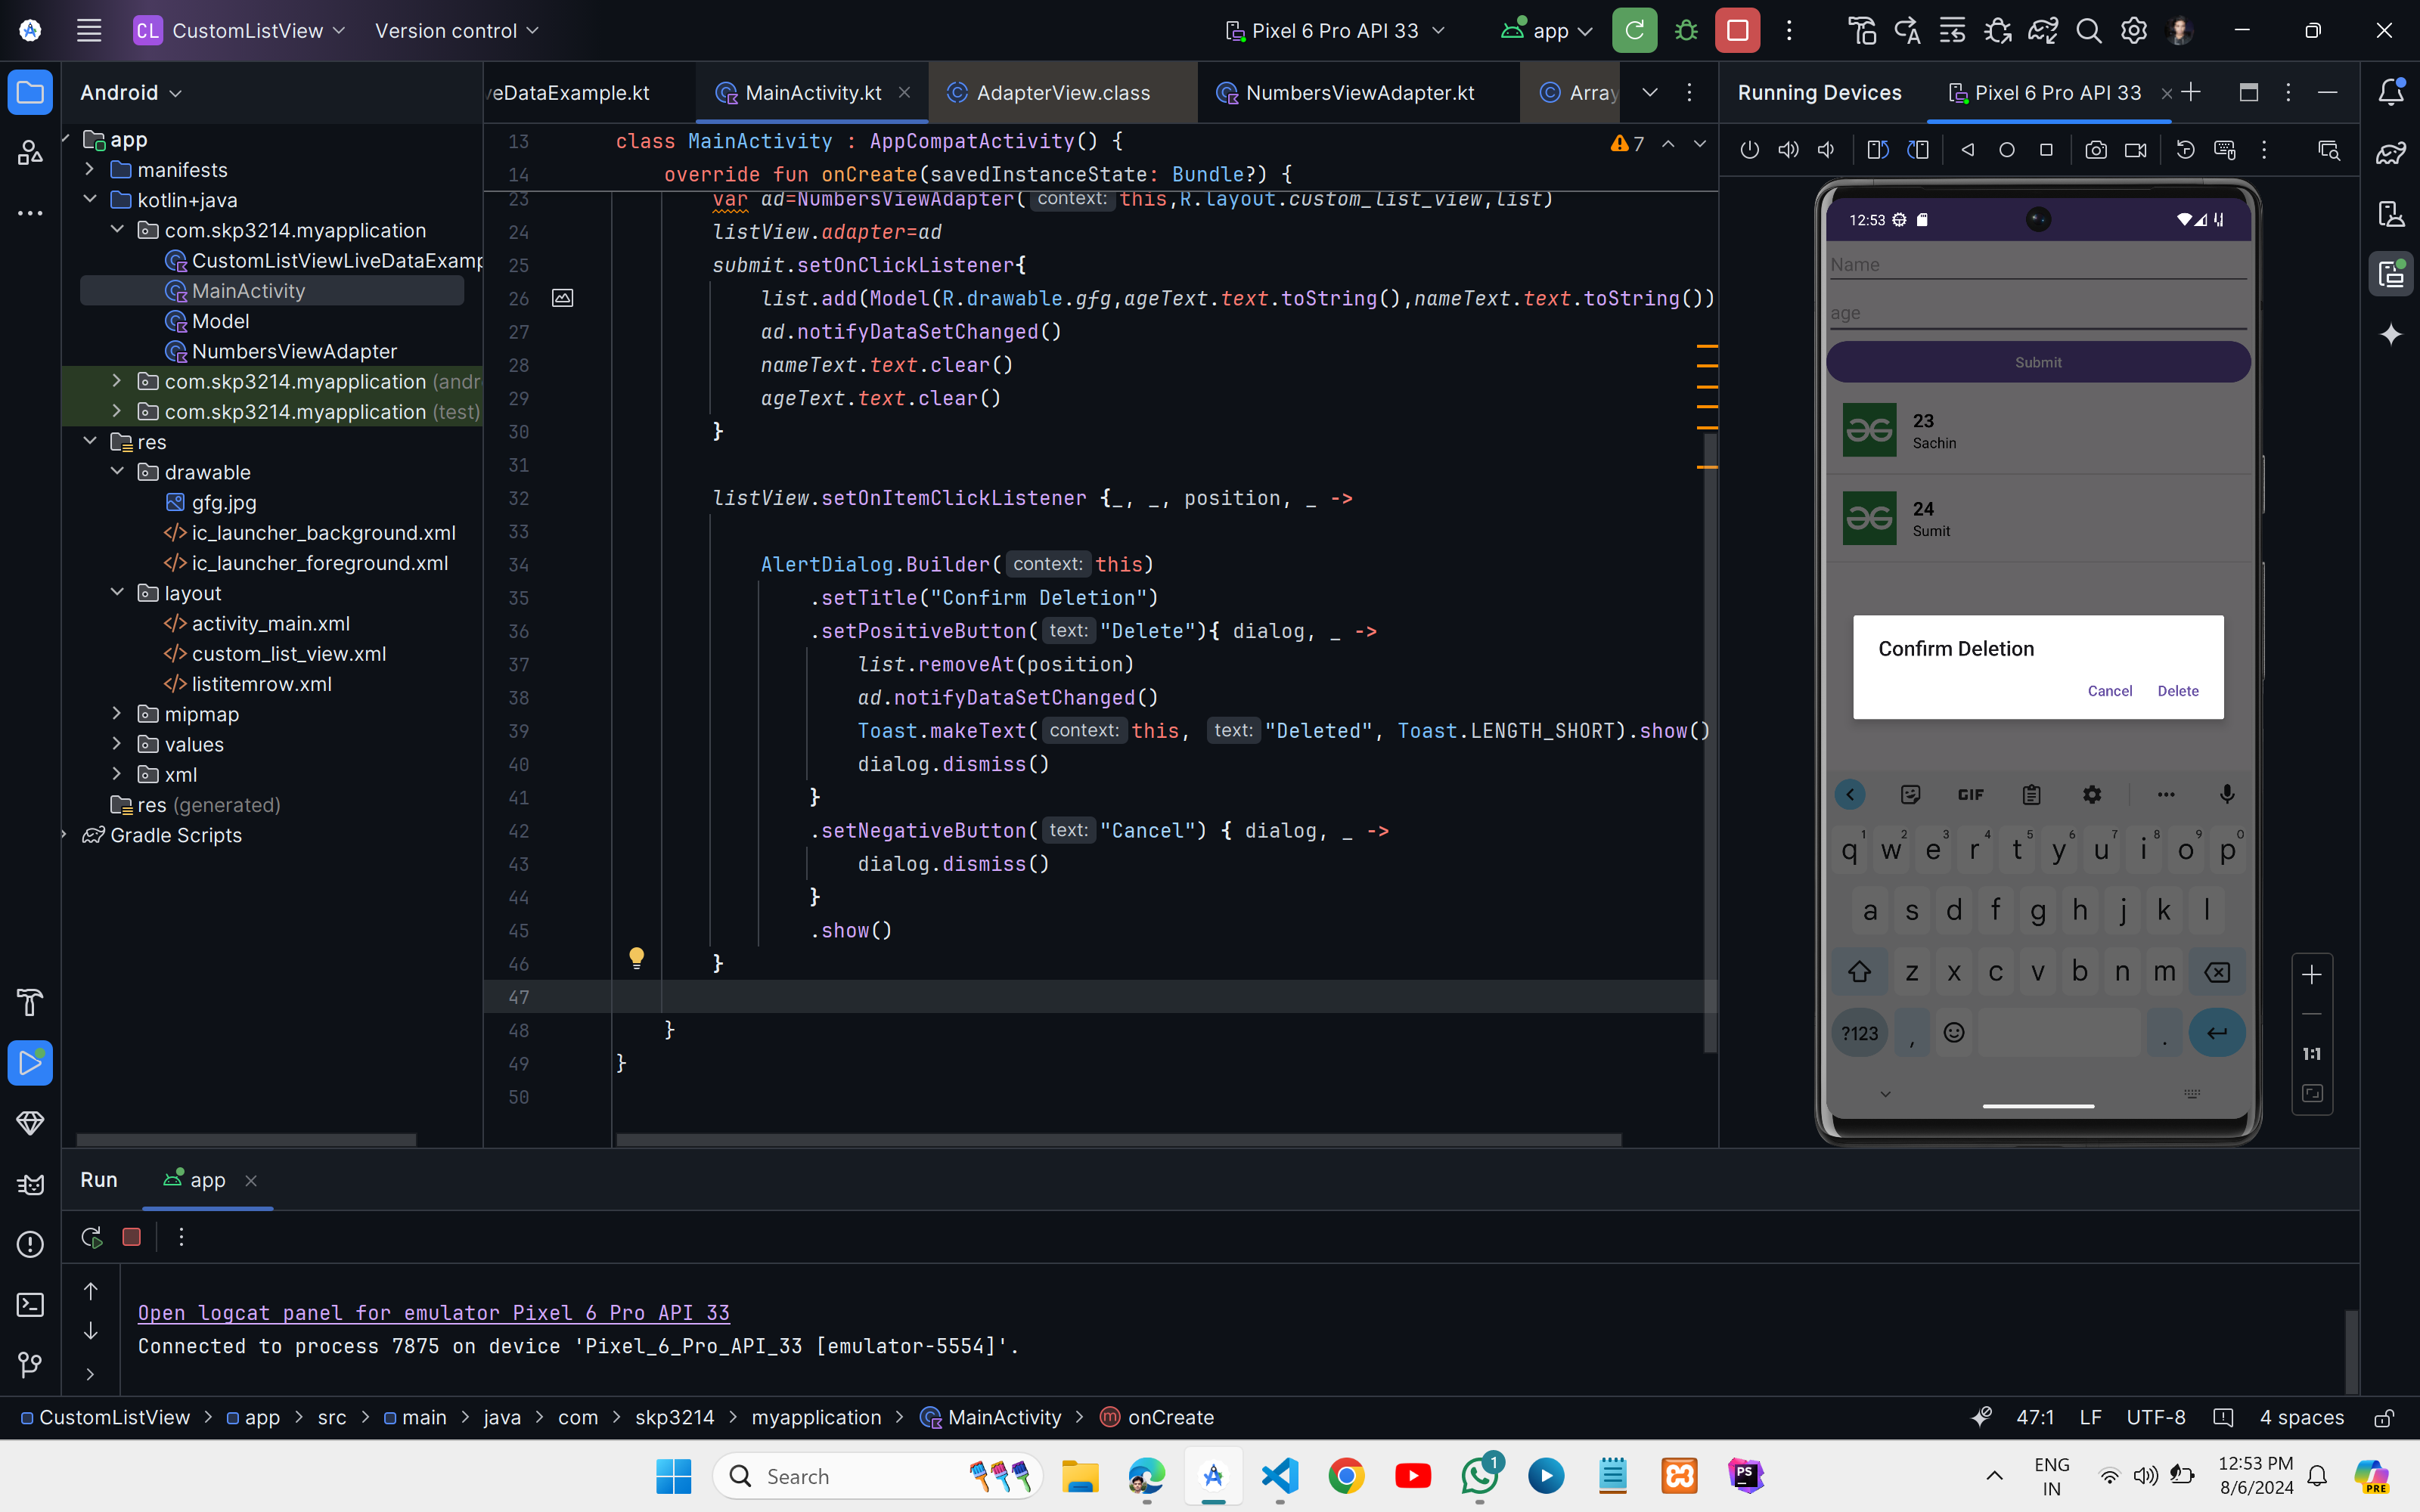 CL CustomListView Version control Pixel 6 Pro API 33 app
Android
eDataExample.kt MainActivity.kt AdapterView.class NumbersViewAdapter.kt Array
Running Devices Pixel 6 Pro API 33
app
manifests
kotlin+java
com.skp3214.myapplication
CustomListViewLiveDataExamp
MainActivity
Model
NumbersViewAdapter
com.skp3214.myapplication (andr
com.skp3214.myapplication (test)
res
drawable
gfg.jpg
ic_launcher_background.xml
ic_launcher_foreground.xml
layout
activity_main.xml
custom_list_view.xml
listitemrow.xml
mipmap
values
xml
res (generated)
Gradle Scripts
7
13 class MainActivity : AppCompatActivity() {
14 override fun onCreate(savedInstanceState: Bundle?) {
23 var ad=NumbersViewAdapter( context: this,R.layout.custom_list_view,list)
24 listView.adapter=ad
25 submit.setOnClickListener{
26 list.add(Model(R.drawable.gfg,ageText.text.toString(),nameText.text.toString())
27 ad.notifyDataSetChanged()
28 nameText.text.clear()
29 ageText.text.clear()
30 }
31
32 listView.setOnItemClickListener {_, _, position, _ ->
33
34 AlertDialog.Builder( context: this)
35 .setTitle("Confirm Deletion")
36 .setPositiveButton( text: "Delete"){ dialog, _ ->
37 list.removeAt(position)
38 ad.notifyDataSetChanged()
39 Toast.makeText( context: this, text: "Deleted", Toast.LENGTH_SHORT).show()
40 dialog.dismiss()
41 }
42 .setNegativeButton( text: "Cancel") { dialog, _ ->
43 dialog.dismiss()
44 }
45 .show()
46 }
47
48 }
49 }
50
12:53
Name
age
Submit
23
Sachin
24
Sumit
Confirm Deletion
Cancel Delete
GIF
q1 w2 e3 r4 t5 y6 u7 i8 o9 p0
a s d f g h j k l
z x c v b n m
?123 , .
1:1
Run app
Open logcat panel for emulator Pixel 6 Pro API 33
Connected to process 7875 on device 'Pixel_6_Pro_API_33 [emulator-5554]'.
CustomListView > app > src > main > java > com > skp3214 > myapplication > MainActivity > onCreate
47:1 LF UTF-8 4 spaces
Search
1
PS
ENG
IN
12:53 PM
8/6/2024
PRE